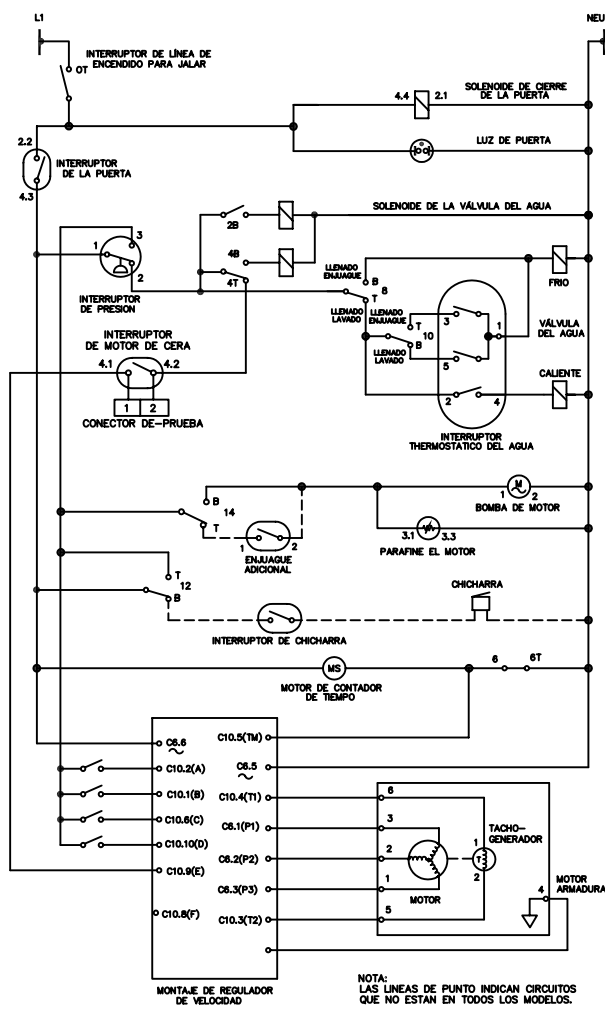 L1
NEU
INTERRUPTOR DE LÍNEA DE
ENCENDIDO PARA JALAR
OT
SOLENOIDE DE CIERRE
DE LA PUERTA
4.4
2.1
LUZ DE PUERTA
2.2
INTERRUPTOR
DE LA PUERTA
4.3
SOLENOIDE DE LA VÁLVULA DEL AGUA
2B
3
1
2
4B
4T
INTERRUPTOR
DE PRESION
LLENADO
ENJUAGUE
B
8
T
LLENADO
LAVADO
FRIO
LLENADO
ENJUAGUE
T
10
B
LLENADO
LAVADO
3
1
5
2
4
VÁLVULA
DEL AGUA
INTERRUPTOR
DE MOTOR DE CERA
4.1
4.2
1
2
CONECTOR DE-PRUEBA
CALIENTE
INTERRUPTOR
THERMOSTATICO DEL AGUA
B
14
T
M
1
2
BOMBA DE MOTOR
1
2
ENJUAGUE
ADICIONAL
3.1
3.3
PARAFINE EL MOTOR
T
12
B
CHICHARRA
INTERRUPTOR DE CHICHARRA
MS
6
6T
MOTOR DE CONTADOR
DE TIEMPO
C6.6
C10.5(TM)
C10.2(A)
C6.5
C10.1(B)
C10.4(T1)
C10.6(C)
C6.1(P1)
C10.10(D)
C6.2(P2)
C10.9(E)
C6.3(P3)
C10.8(F)
C10.3(T2)
6
3
2
1
5
MOTOR
TACHO-
GENERADOR
1
T
2
MOTOR
ARMADURA
4
MONTAJE DE REGULADOR
DE VELOCIDAD
NOTA:
LAS LINEAS DE PUNTO INDICAN CIRCUITOS
QUE NO ESTAN EN TODOS LOS MODELOS.